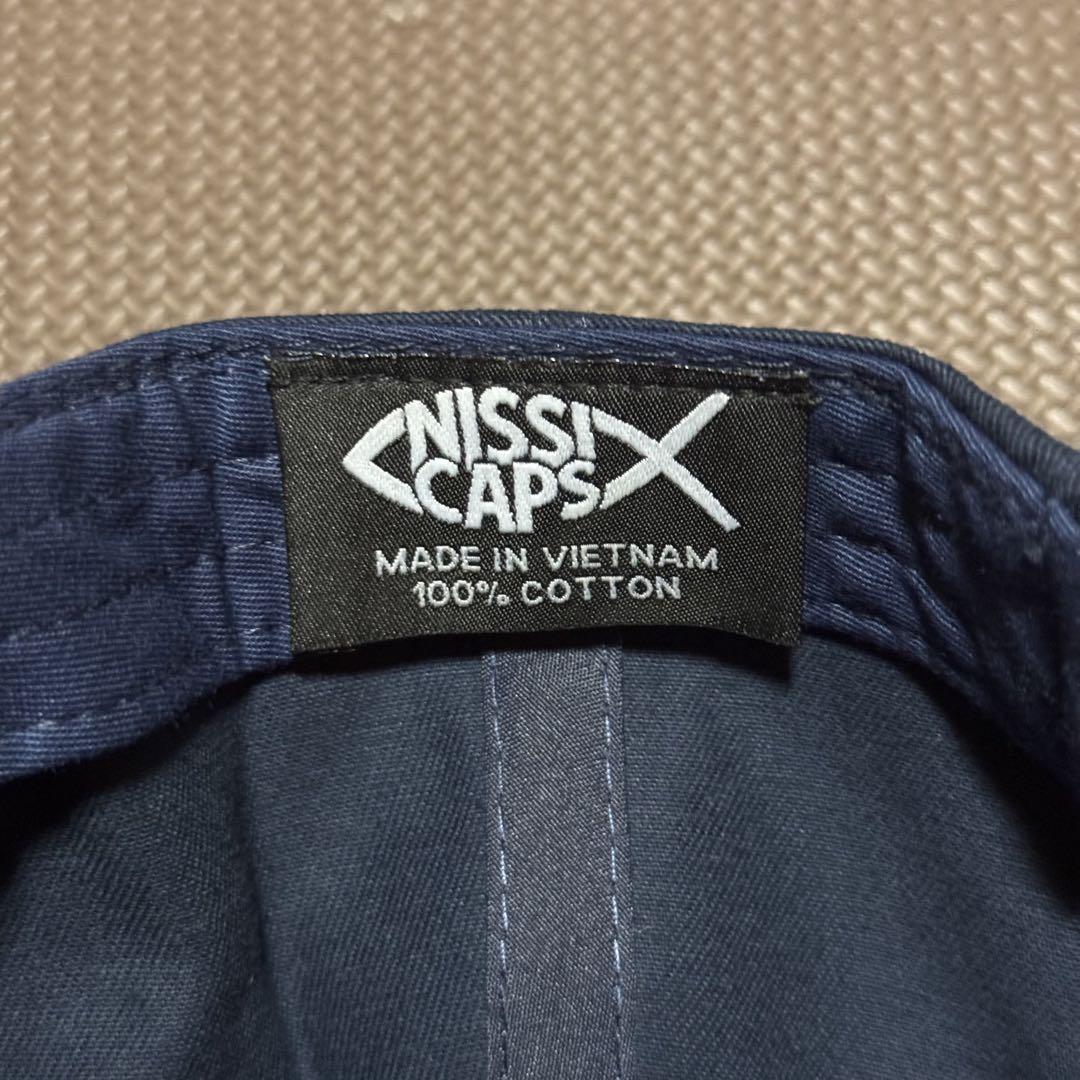 NISSI
CAPS
MADE IN VIETNAM
100% COTTON